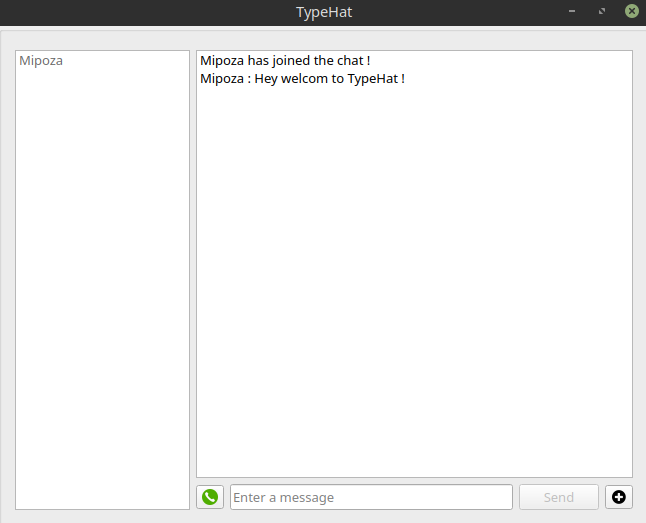 TypeHat
Mipoza
Mipoza has joined the chat !
Mipoza : Hey welcom to TypeHat !
Enter a message
Send